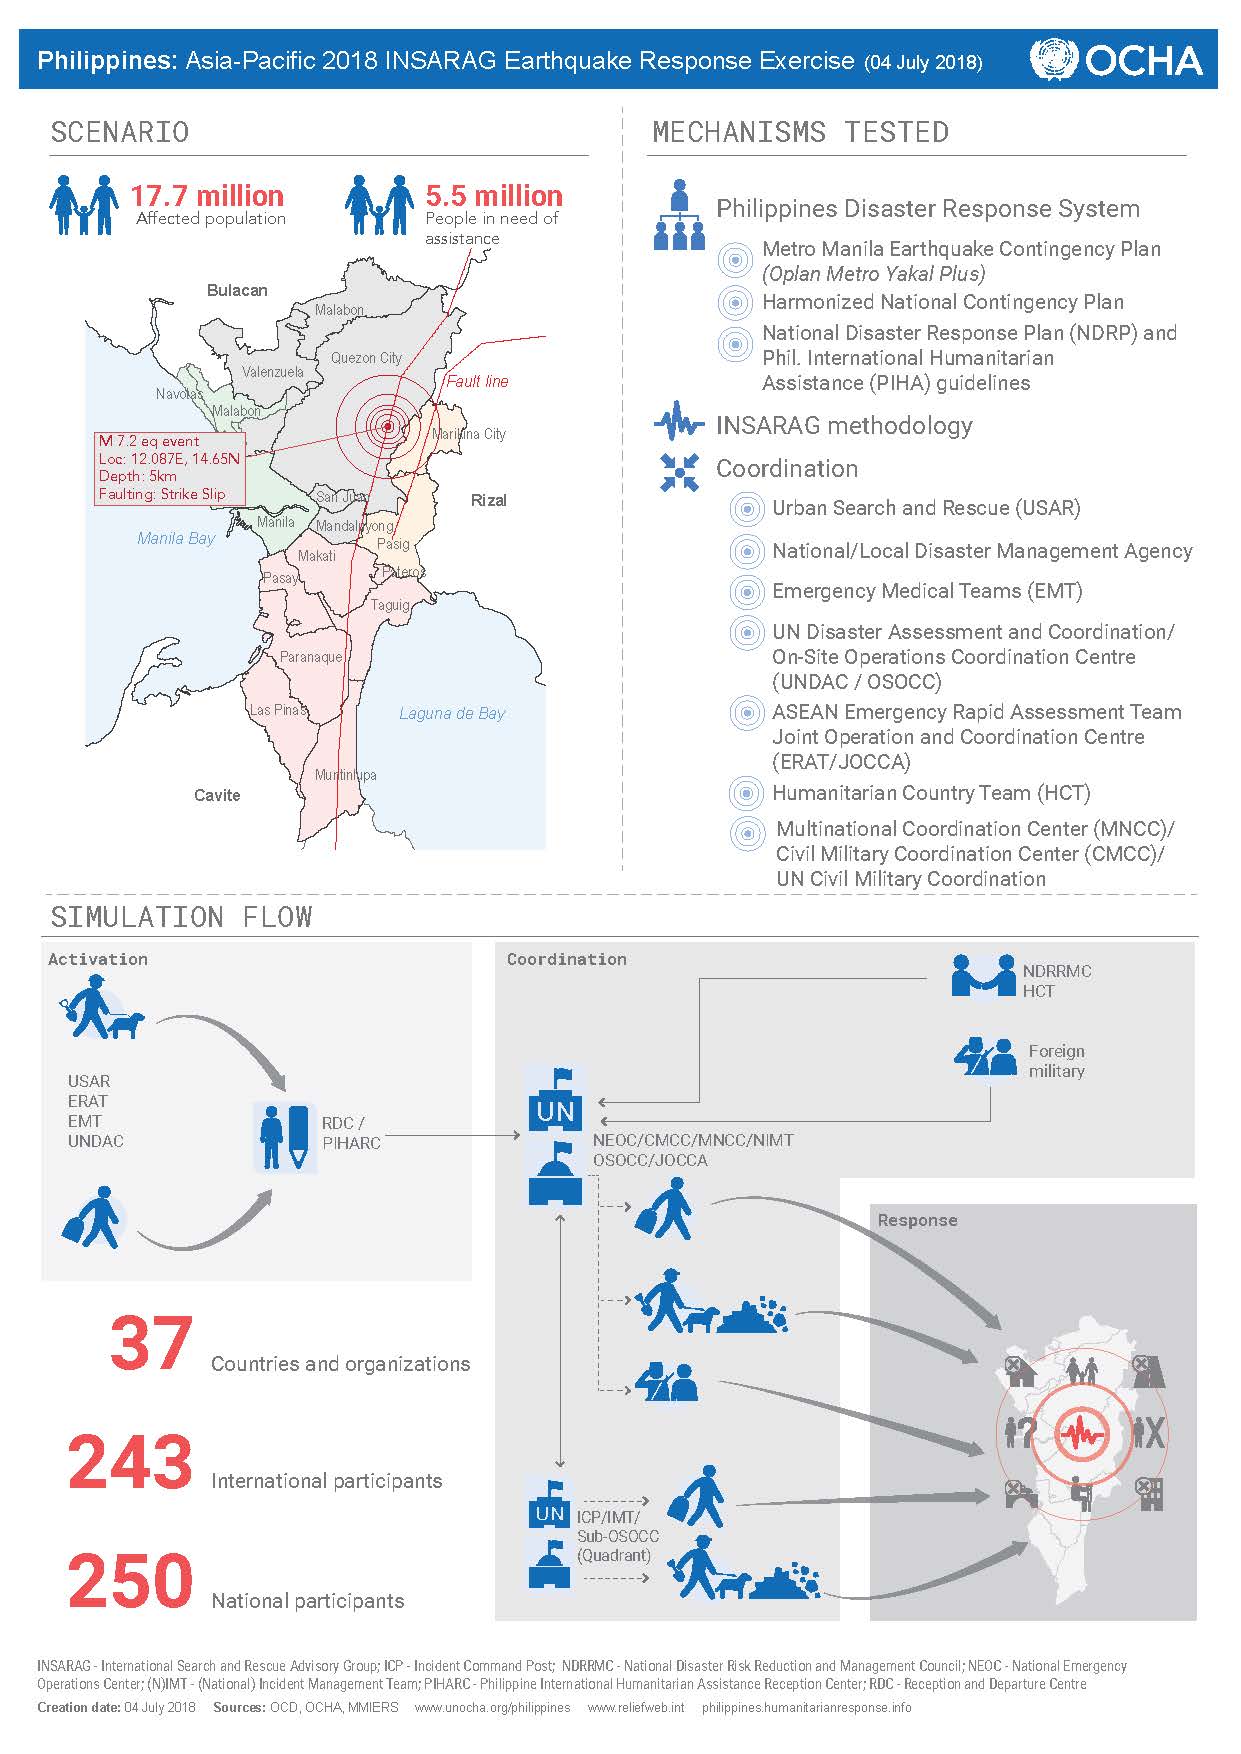 Philippines: Asia-Pacific 2018 INSARAG Earthquake Response Exercise (04 July 2018)
OCHA
SCENARIO
17.7 million
Affected population
5.5 million
People in need of
assistance
Bulacan
Malabon
Quezon City
Valenzuela
Fault line
Navotas
Malabon
Marikina City
M 7.2 eq event
Loc: 12.087E, 14.65N
Depth: 5km
Faulting: Strike Slip
San Juan
Rizal
Manila
Mandaluyong
Manila Bay
Pasig
Makati
Pateros
Pasay
Taguig
Paranaque
Las Pinas
Laguna de Bay
Muntinlupa
Cavite
MECHANISMS TESTED
Philippines Disaster Response System
Metro Manila Earthquake Contingency Plan
(Oplan Metro Yakal Plus)
Harmonized National Contingency Plan
National Disaster Response Plan (NDRP) and
Phil. International Humanitarian
Assistance (PIHA) guidelines
INSARAG methodology
Coordination
Urban Search and Rescue (USAR)
National/Local Disaster Management Agency
Emergency Medical Teams (EMT)
UN Disaster Assessment and Coordination/
On-Site Operations Coordination Centre
(UNDAC / OSOCC)
ASEAN Emergency Rapid Assessment Team
Joint Operation and Coordination Centre
(ERAT/JOCCA)
Humanitarian Country Team (HCT)
Multinational Coordination Center (MNCC)/
Civil Military Coordination Center (CMCC)/
UN Civil Military Coordination
SIMULATION FLOW
Activation
USAR
ERAT
EMT
UNDAC
RDC /
PIHARC
Coordination
NDRRMC
HCT
Foreign
military
UN
NEOC/CMCC/MNCC/NIMT
OSOCC/JOCCA
Response
?
X
UN
ICP/IMT/
Sub-OSOCC
(Quadrant)
37
Countries and organizations
243
International participants
250
National participants
INSARAG - International Search and Rescue Advisory Group; ICP - Incident Command Post; NDRRMC - National Disaster Risk Reduction and Management Council; NEOC - National Emergency
Operations Center; (N)IMT - (National) Incident Management Team; PIHARC - Philippine International Humanitarian Assistance Reception Center; RDC - Reception and Departure Centre
Creation date: 04 July 2018 Sources: OCD, OCHA, MMIERS www.unocha.org/philippines www.reliefweb.int philippines.humanitarianresponse.info